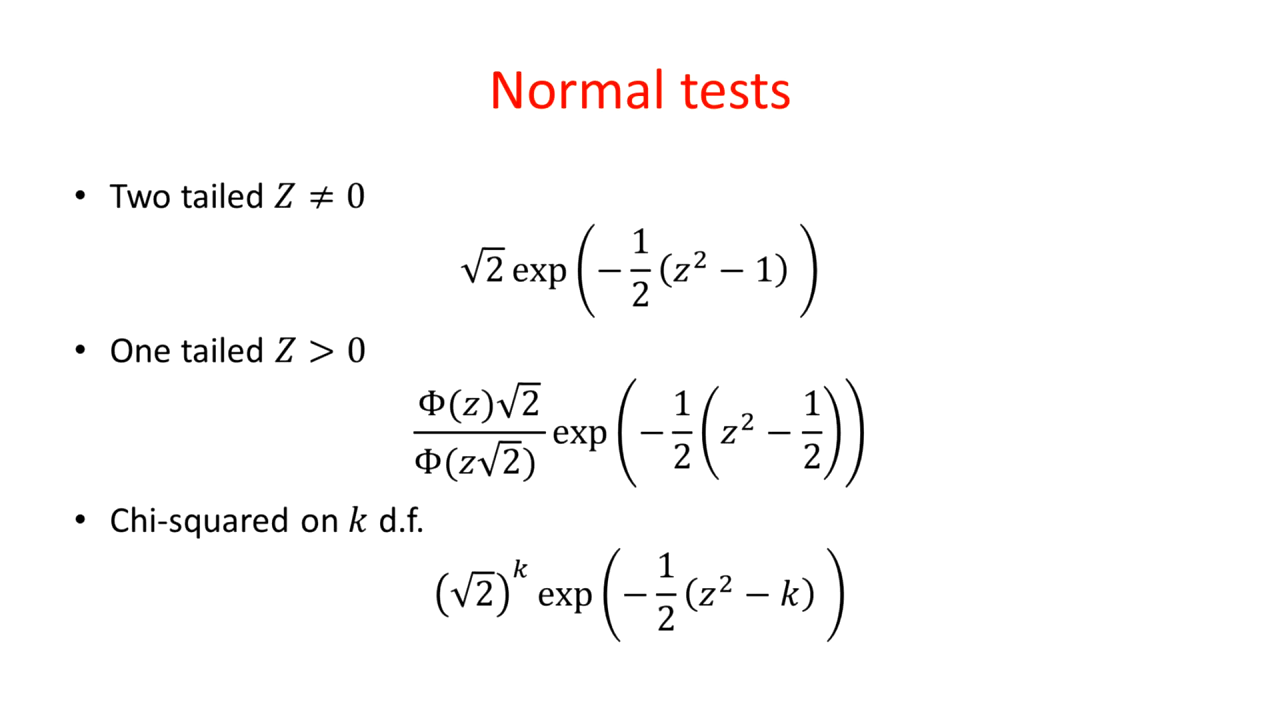 Normal tests
• Two tailed 𝑍 ≠ 0
√2 exp(−1/2 (𝑧² − 1))
• One tailed 𝑍 > 0
Φ(𝑧)√2 / Φ(𝑧√2) exp(−1/2 (𝑧² − 1/2))
• Chi-squared on 𝑘 d.f.
(√2)ᵏ exp(−1/2 (𝑧² − 𝑘))